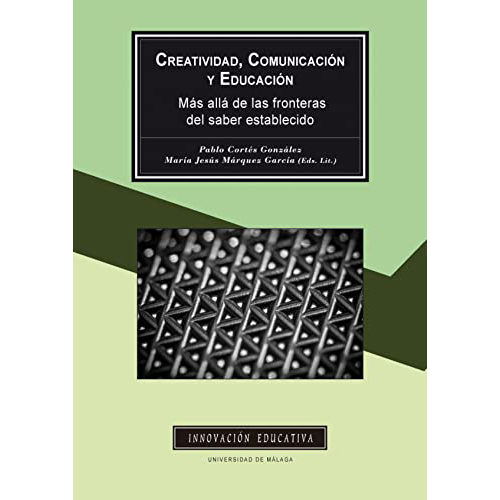 CREATIVIDAD, COMUNICACIÓN
Y EDUCACIÓN
Más allá de las fronteras
del saber establecido
Pablo Cortés González
María Jesús Márquez García (Eds. Lit.)
INNOVACIÓN EDUCATIVA
UNIVERSIDAD DE MÁLAGA